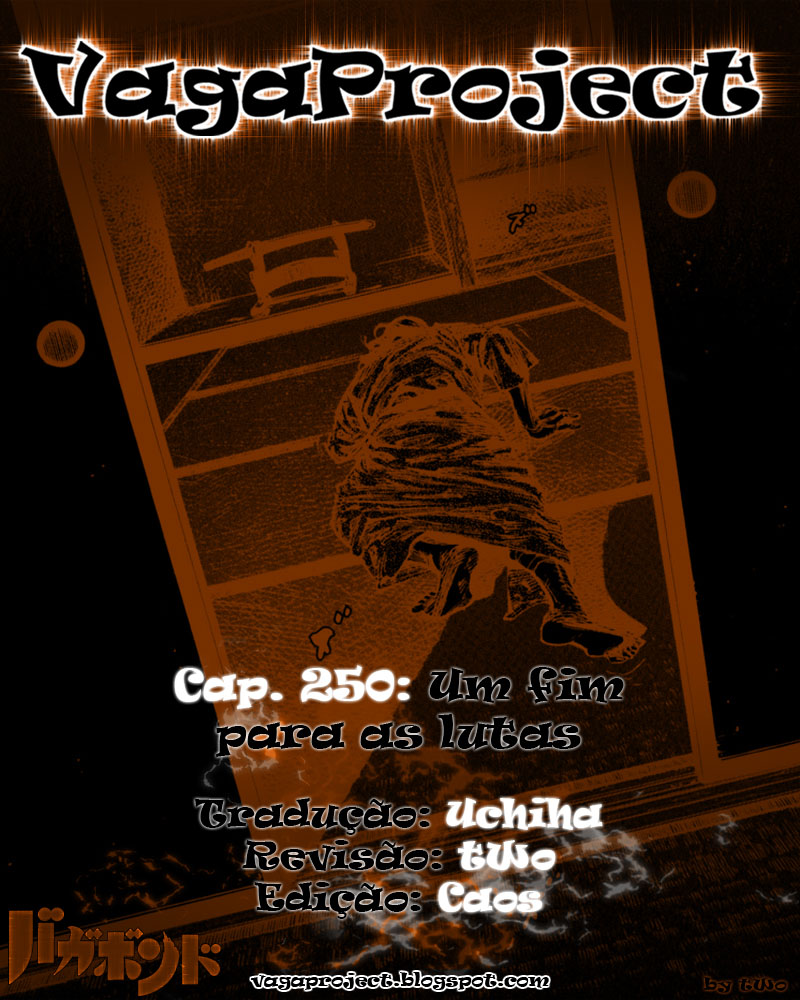 VagaProject
ズ
Cap. 250: Um fim
para as lutas
Tradução: Uchiha
Revisão: tWo
Edição: Caos
バガボンド
vagaproject.blogspot.com
by tWo